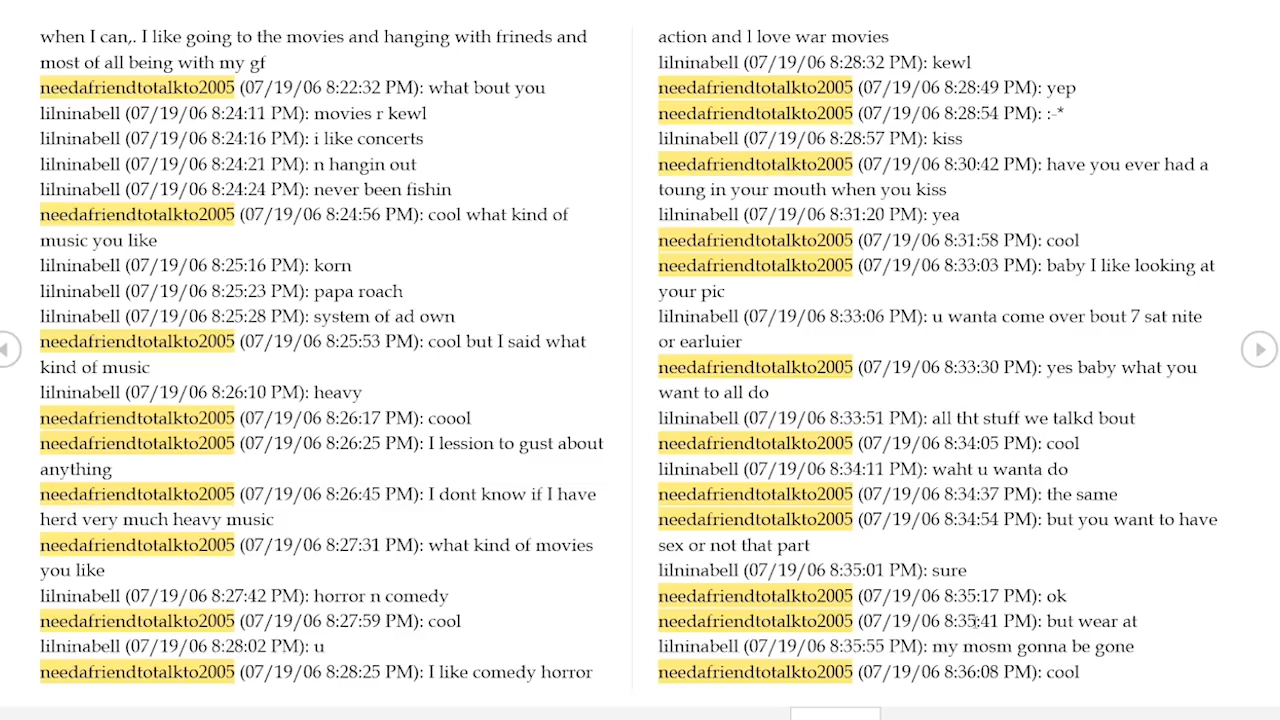 when I can,. I like going to the movies and hanging with frineds and
most of all being with my gf
needafriendtotalkto2005 (07/19/06 8:22:32 PM): what bout you
lilninabell (07/19/06 8:24:11 PM): movies r kewl
lilninabell (07/19/06 8:24:16 PM): i like concerts
lilninabell (07/19/06 8:24:21 PM): n hangin out
lilninabell (07/19/06 8:24:24 PM): never been fishin
needafriendtotalkto2005 (07/19/06 8:24:56 PM): cool what kind of
music you like
lilninabell (07/19/06 8:25:16 PM): korn
lilninabell (07/19/06 8:25:23 PM): papa roach
lilninabell (07/19/06 8:25:28 PM): system of ad own
needafriendtotalkto2005 (07/19/06 8:25:53 PM): cool but I said what
kind of music
lilninabell (07/19/06 8:26:10 PM): heavy
needafriendtotalkto2005 (07/19/06 8:26:17 PM): coool
needafriendtotalkto2005 (07/19/06 8:26:25 PM): I lession to gust about
anything
needafriendtotalkto2005 (07/19/06 8:26:45 PM): I dont know if I have
herd very much heavy music
needafriendtotalkto2005 (07/19/06 8:27:31 PM): what kind of movies
you like
lilninabell (07/19/06 8:27:42 PM): horror n comedy
needafriendtotalkto2005 (07/19/06 8:27:59 PM): cool
lilninabell (07/19/06 8:28:02 PM): u
needafriendtotalkto2005 (07/19/06 8:28:25 PM): I like comedy horror
action and l love war movies
lilninabell (07/19/06 8:28:32 PM): kewl
needafriendtotalkto2005 (07/19/06 8:28:49 PM): yep
needafriendtotalkto2005 (07/19/06 8:28:54 PM): :-*
lilninabell (07/19/06 8:28:57 PM): kiss
needafriendtotalkto2005 (07/19/06 8:30:42 PM): have you ever had a
toung in your mouth when you kiss
lilninabell (07/19/06 8:31:20 PM): yea
needafriendtotalkto2005 (07/19/06 8:31:58 PM): cool
needafriendtotalkto2005 (07/19/06 8:33:03 PM): baby I like looking at
your pic
lilninabell (07/19/06 8:33:06 PM): u wanta come over bout 7 sat nite
or earluier
needafriendtotalkto2005 (07/19/06 8:33:30 PM): yes baby what you
want to all do
lilninabell (07/19/06 8:33:51 PM): all tht stuff we talkd bout
needafriendtotalkto2005 (07/19/06 8:34:05 PM): cool
lilninabell (07/19/06 8:34:11 PM): waht u wanta do
needafriendtotalkto2005 (07/19/06 8:34:37 PM): the same
needafriendtotalkto2005 (07/19/06 8:34:54 PM): but you want to have
sex or not that part
lilninabell (07/19/06 8:35:01 PM): sure
needafriendtotalkto2005 (07/19/06 8:35:17 PM): ok
needafriendtotalkto2005 (07/19/06 8:35:41 PM): but wear at
lilninabell (07/19/06 8:35:55 PM): my mosm gonna be gone
needafriendtotalkto2005 (07/19/06 8:36:08 PM): cool